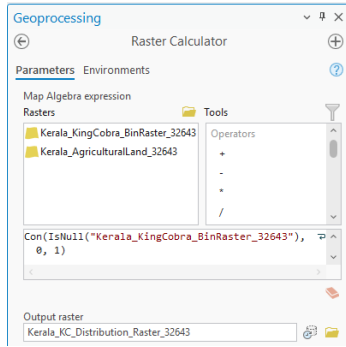 Geoprocessing
Raster Calculator
Parameters Environments
Map Algebra expression
Rasters
Tools
Kerala_KingCobra_BinRaster_32643
Kerala_AgriculturalLand_32643
Operators
+
-
*
/
Con(IsNull("Kerala_KingCobra_BinRaster_32643"),
0, 1)
Output raster
Kerala_KC_Distribution_Raster_32643